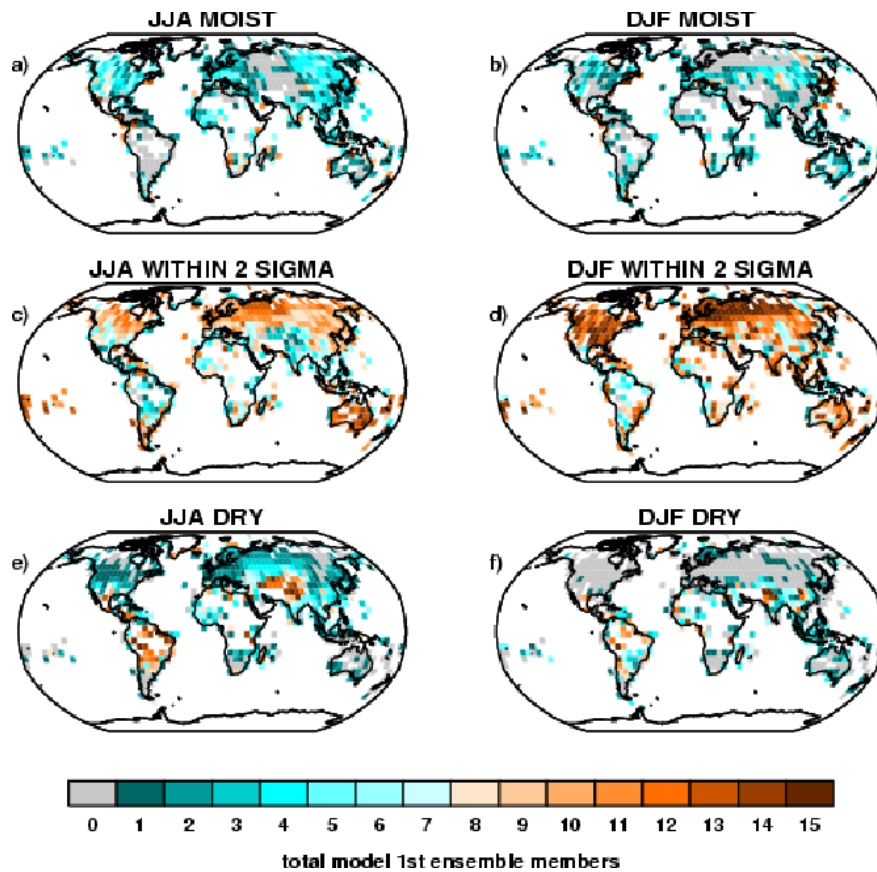 JJA MOIST
DJF MOIST
a)
b)
JJA WITHIN 2 SIGMA
DJF WITHIN 2 SIGMA
c)
d)
JJA DRY
DJF DRY
e)
f)
0 1 2 3 4 5 6 7 8 9 10 11 12 13 14 15
total model 1st ensemble members